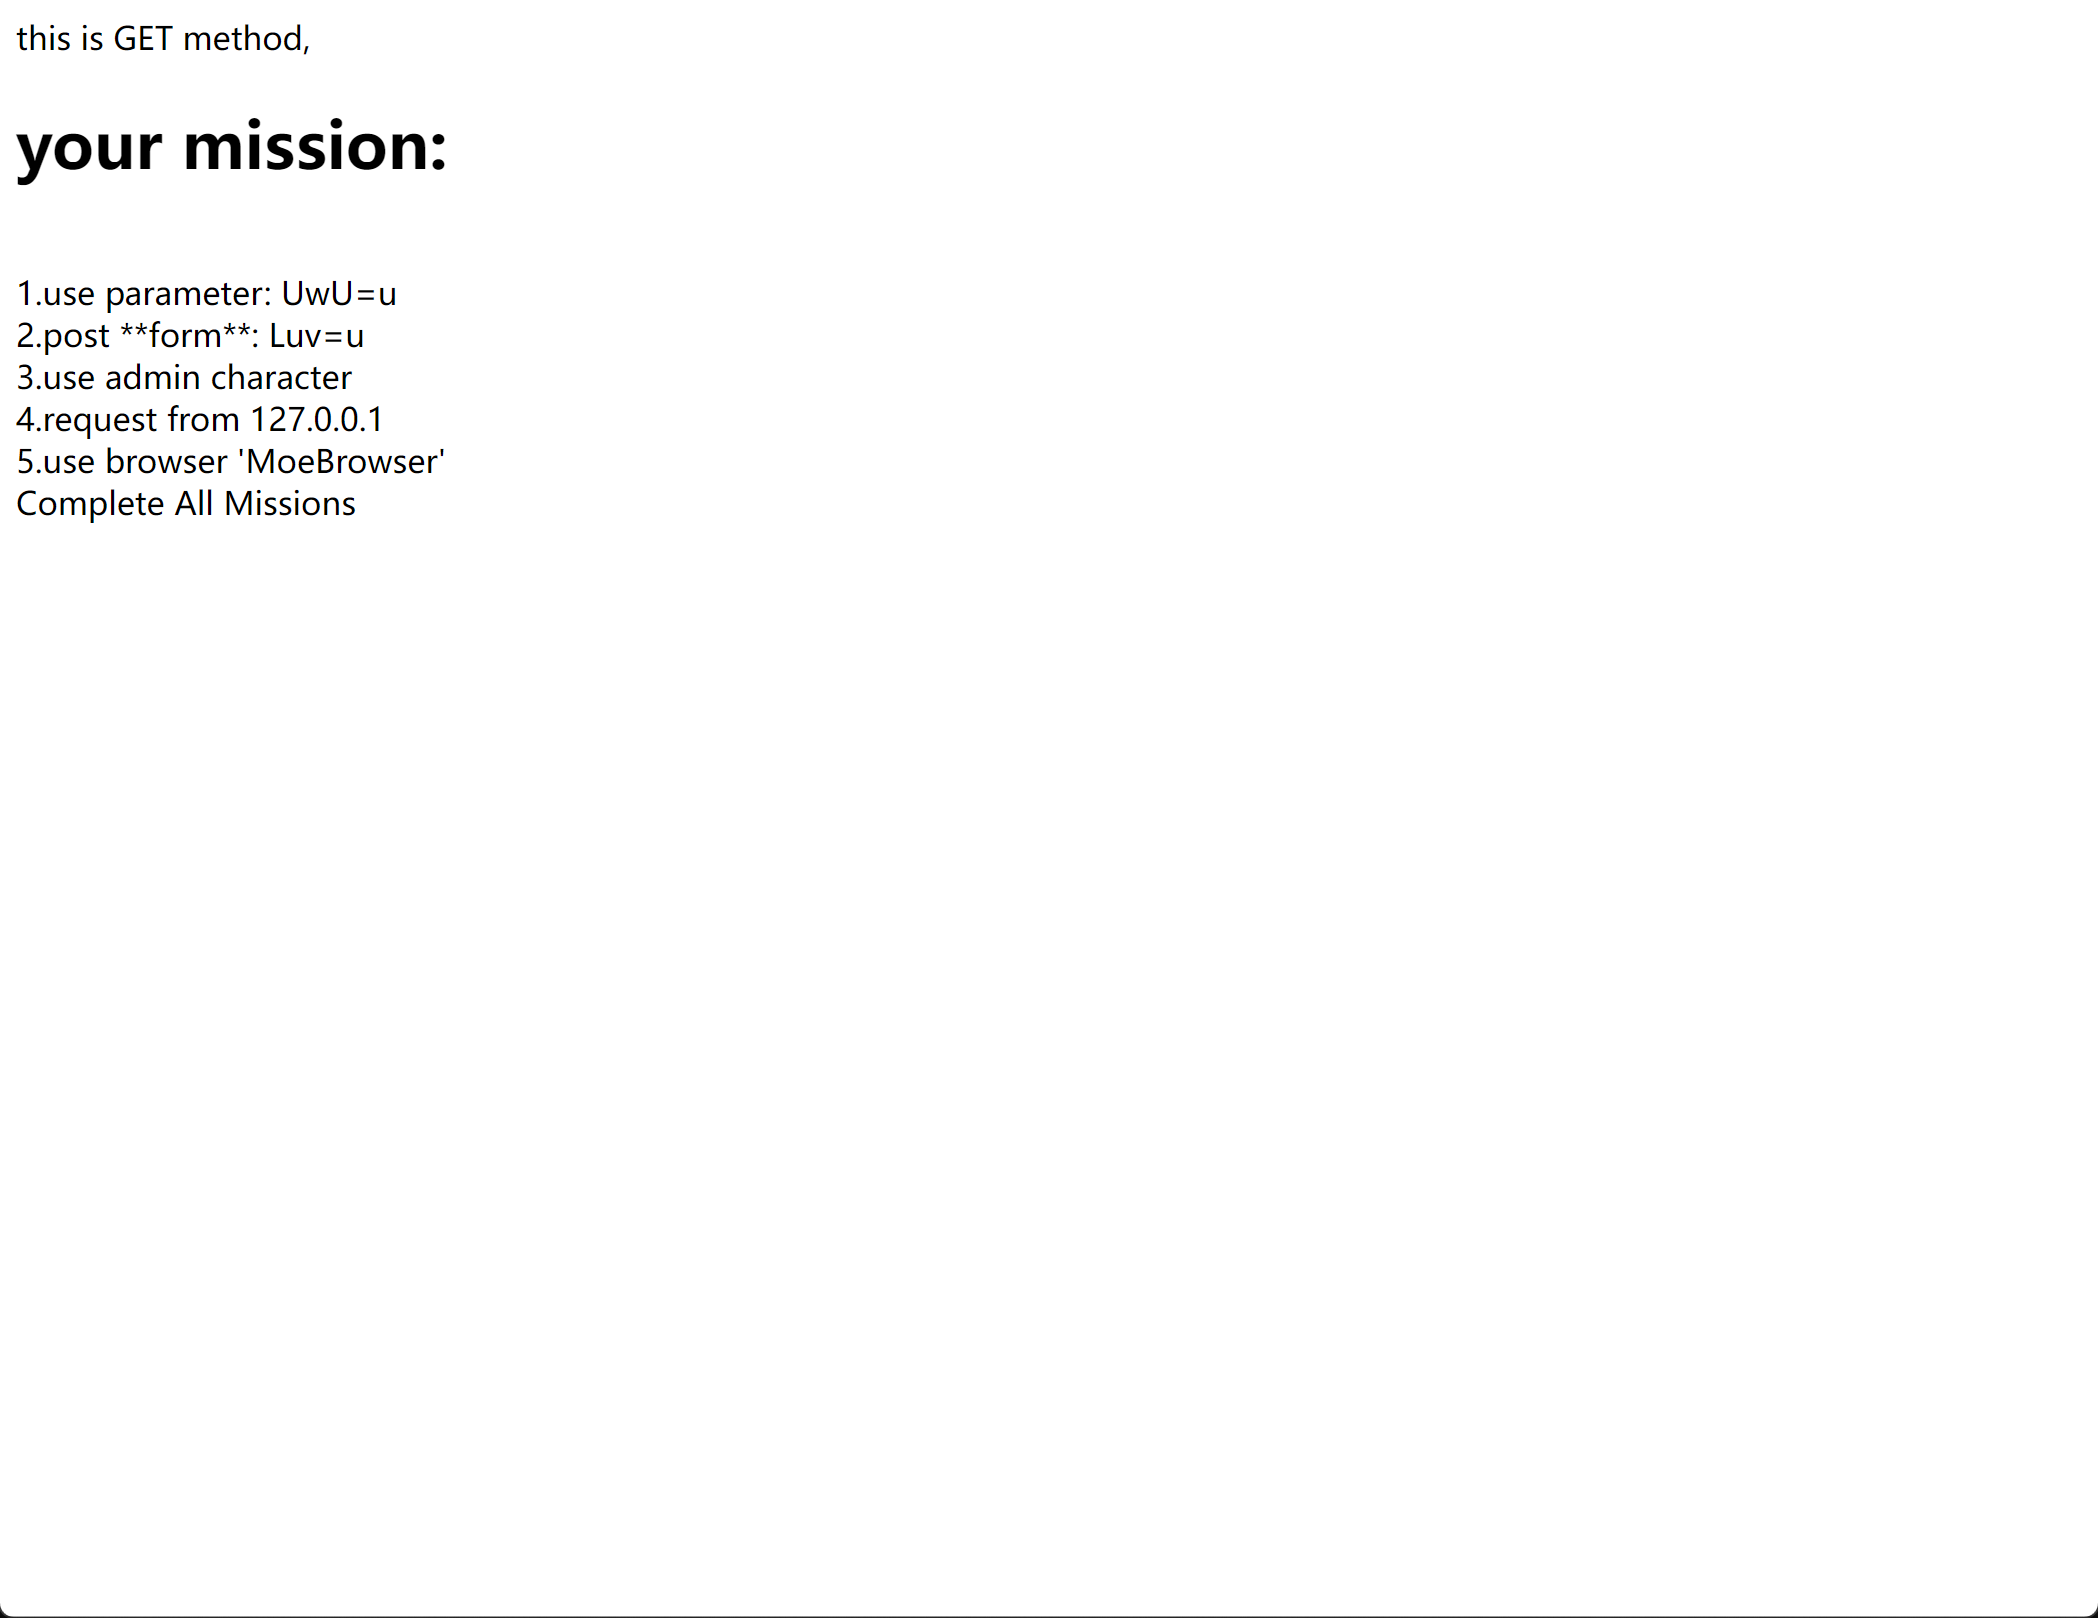 this is GET method,
your mission:
1.use parameter: UwU=u
2.post **form**: Luv=u
3.use admin character
4.request from 127.0.0.1
5.use browser 'MoeBrowser'
Complete All Missions